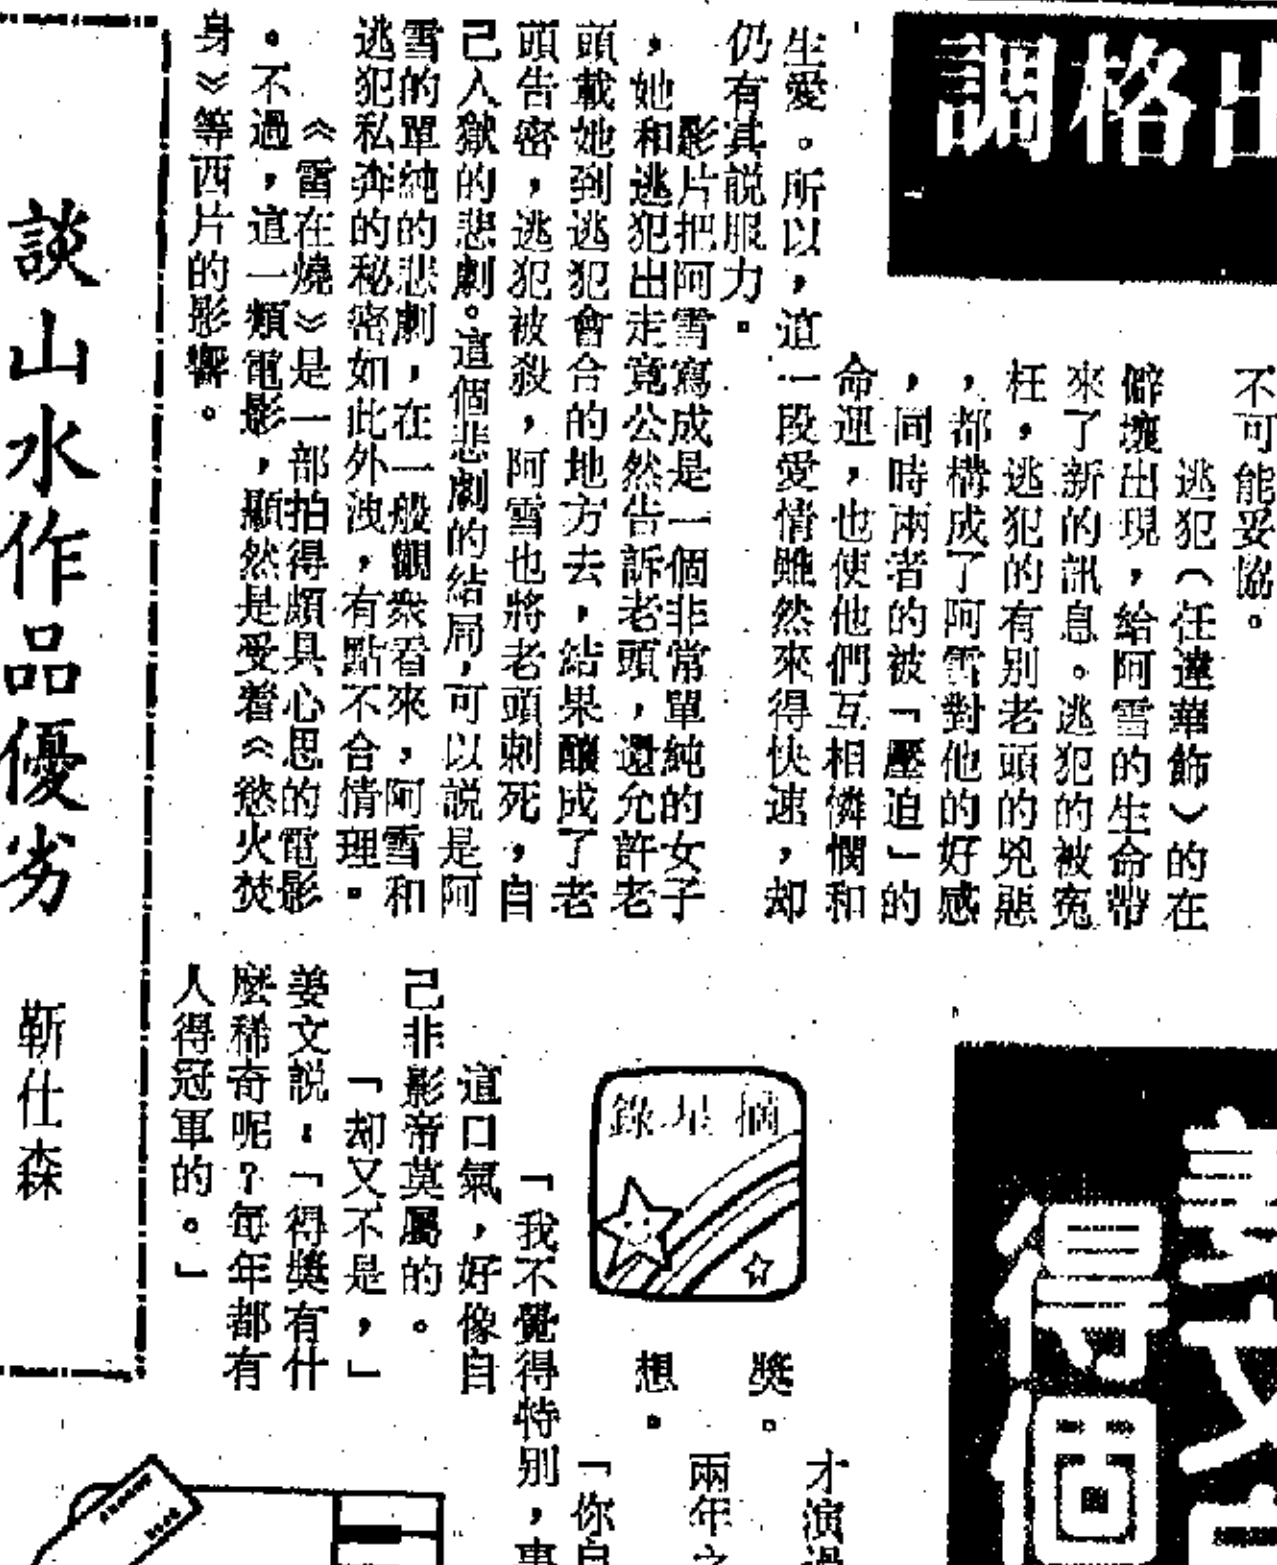 調格出
不可能妥協。
逃犯(任達華飾)的在
僻壤出現,給阿雪的生命帶
來了新的訊息。逃犯的被冤
枉,逃犯的有別老頭的兇惡
,都構成了阿雪對他的好感
,同時兩者的被「壓迫」的
命運,也使他們互相憐憫和
生愛。所以,這一段愛情雖然來得快速,却
仍有其説服力。
影片把阿雪寫成是一個非常單純的女子
,她和逃犯出走竟公然告訴老頭,還允許老
頭載她到逃犯會合的地方去,結果釀成了老
頭告密,逃犯被殺,阿雪也將老頭刺死,自
己入獄的悲劇。這個悲劇的結局,可以説是阿
雪的單純的悲劇,在一般觀衆看來,阿雪和
逃犯私奔的秘密如此外洩,有點不合情理。
《雪在燒》是一部拍得頗具心思的電影
。不過,這一類電影,顯然是受着《慾火焚
身》等西片的影響。
談山水作品優劣 靳仕森
姜文
得個
摘星錄
才演過
獎。
兩年之
想。
「你自
「我不覺得特別,事
這口氣,好像自
己非影帝莫屬的。
「却又不是,」
姜文説:「得獎有什
麼稀奇呢?每年都有
人得冠軍的。」